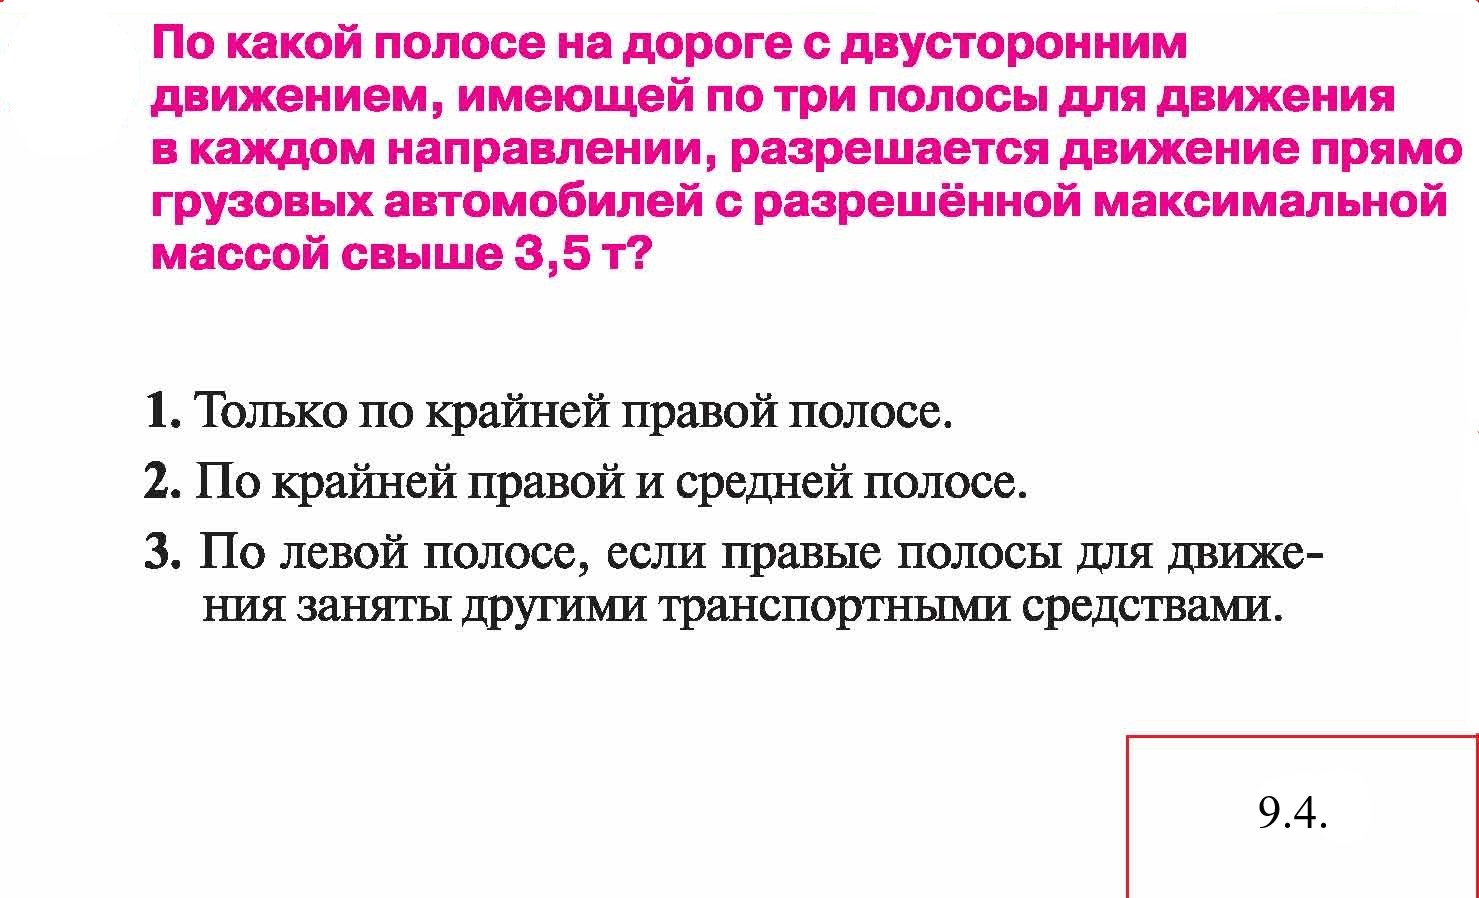 По какой полосе на дороге с двусторонним
движением, имеющей по три полосы для движения
в каждом направлении, разрешается движение прямо
грузовых автомобилей с разрешённой максимальной
массой свыше 3,5 т?
1. Только по крайней правой полосе.
2. По крайней правой и средней полосе.
3. По левой полосе, если правые полосы для движе-
ния заняты другими транспортными средствами.
9.4.